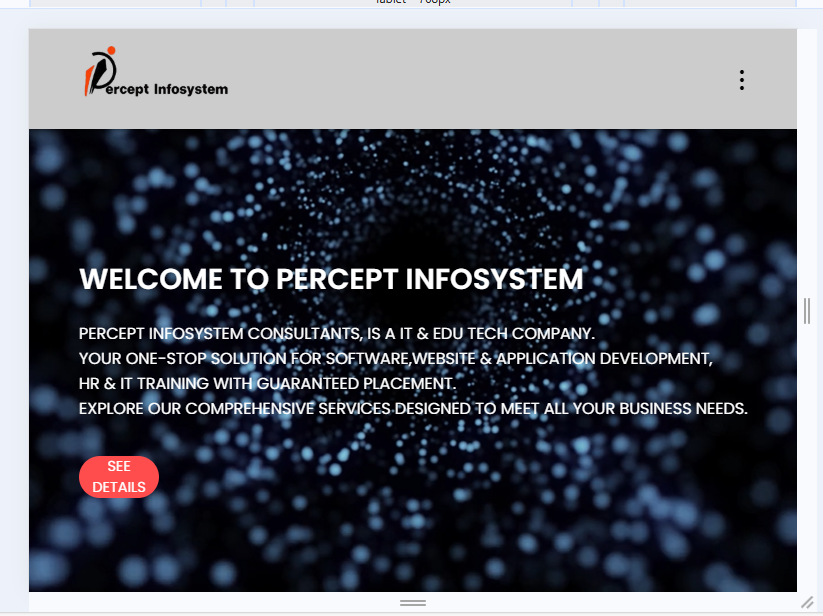 Tablet – 768px
Percept Infosystem
WELCOME TO PERCEPT INFOSYSTEM
PERCEPT INFOSYSTEM CONSULTANTS, IS A IT & EDU TECH COMPANY.
YOUR ONE-STOP SOLUTION FOR SOFTWARE,WEBSITE & APPLICATION DEVELOPMENT,
HR & IT TRAINING WITH GUARANTEED PLACEMENT.
EXPLORE OUR COMPREHENSIVE SERVICES DESIGNED TO MEET ALL YOUR BUSINESS NEEDS.
SEE
DETAILS